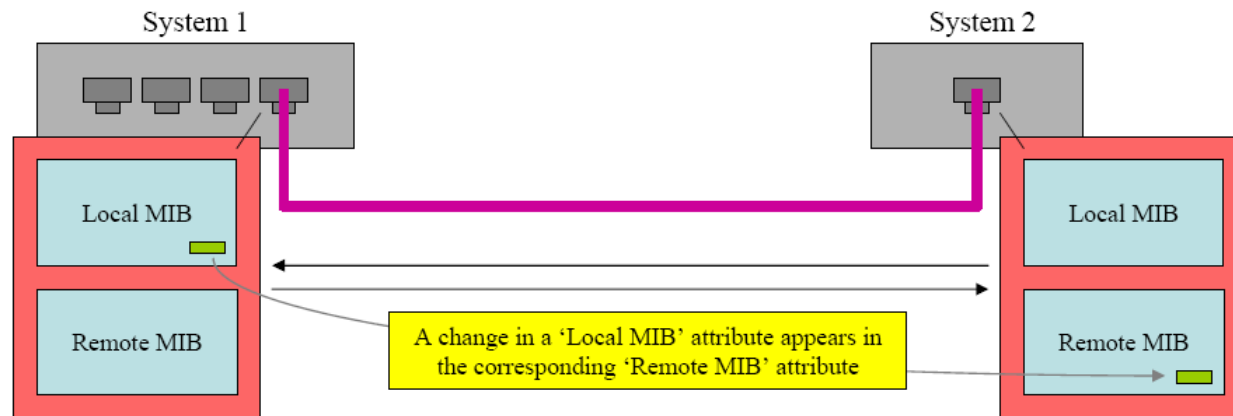 System 1
System 2
Local MIB
Local MIB
Remote MIB
A change in a ‘Local MIB’ attribute appears in
the corresponding ‘Remote MIB’ attribute
Remote MIB